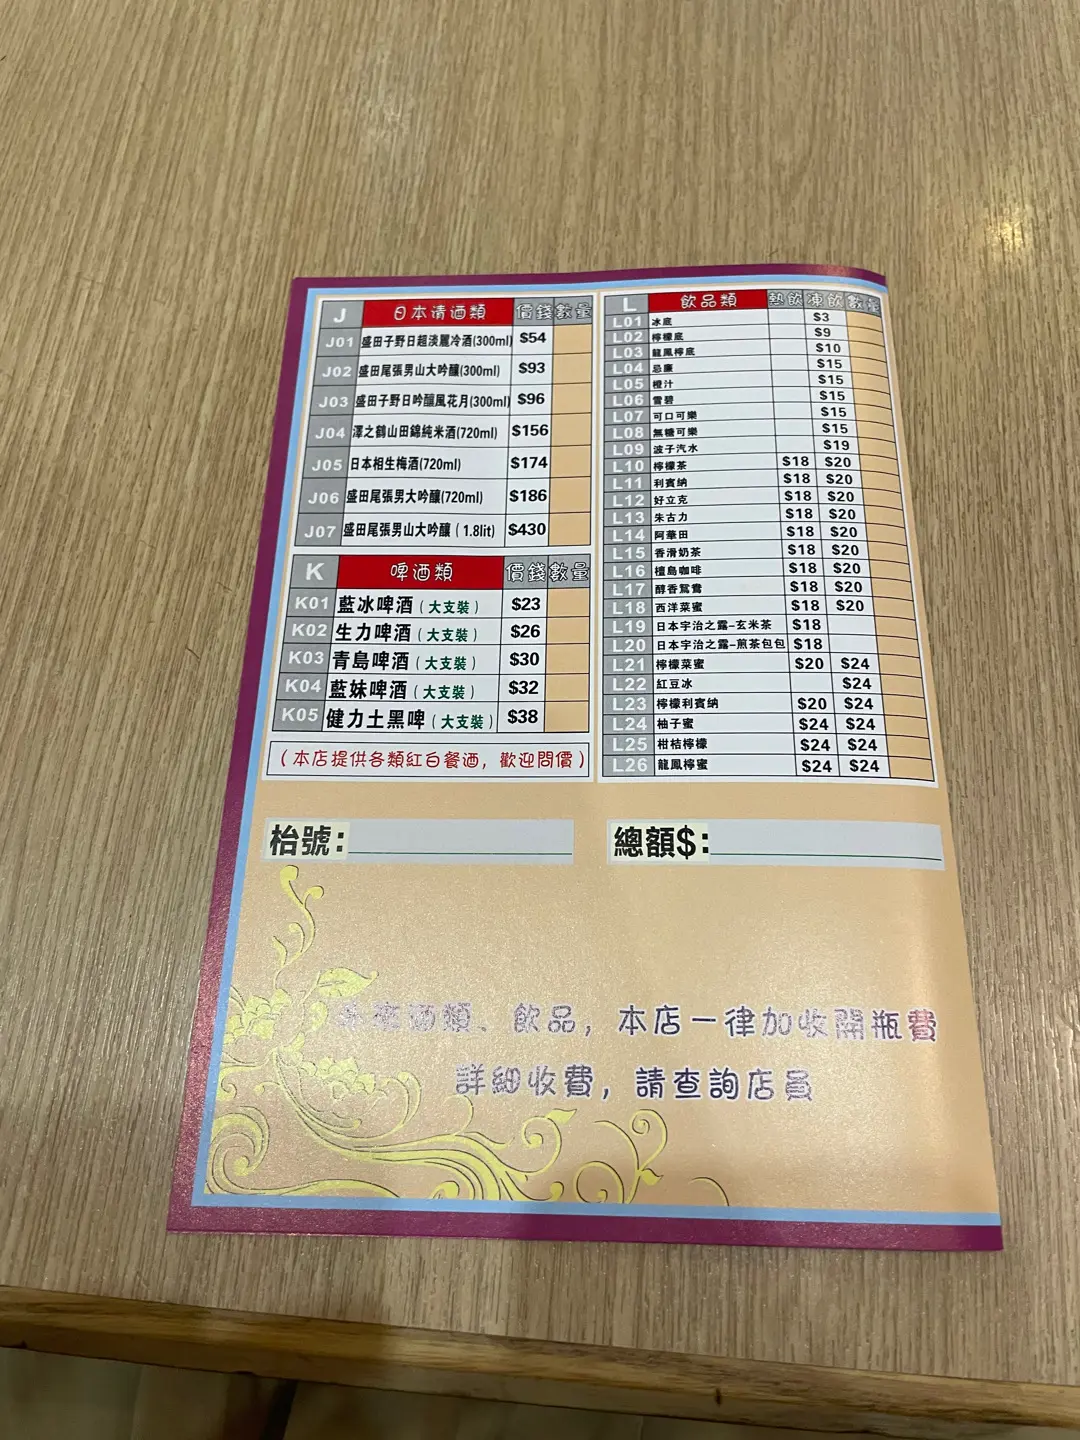 J 日本清酒類 價錢 數量
J01 盛田子野日超淡麗冷酒(300ml) $54
J02 盛田尾張男山大吟釀(300ml) $93
J03 盛田子野日吟釀風花月(300ml) $96
J04 澤之鶴山田錦純米酒(720ml) $156
J05 日本相生梅酒(720ml) $174
J06 盛田尾張男大吟釀(720ml) $186
J07 盛田尾張男山大吟釀(1.8lit) $430
K 啤酒類 價錢 數量
K01 藍冰啤酒(大支裝) $23
K02 生力啤酒(大支裝) $26
K03 青島啤酒(大支裝) $30
K04 藍妹啤酒(大支裝) $32
K05 健力士黑啤(大支裝) $38
(本店提供各類紅白餐酒，歡迎問價)
L 飲品類 熱飲 凍飲 數量
L01 冰底 $3
L02 檸檬底 $9
L03 龍鳳檸底 $10
L04 忌廉 $15
L05 橙汁 $15
L06 雪碧 $15
L07 可口可樂 $15
L08 無糖可樂 $15
L09 波子汽水 $19
L10 檸檬茶 $18 $20
L11 利賓納 $18 $20
L12 好立克 $18 $20
L13 朱古力 $18 $20
L14 阿華田 $18 $20
L15 香滑奶茶 $18 $20
L16 檀島咖啡 $18 $20
L17 醇香鴛鴦 $18 $20
L18 西洋菜蜜 $18 $20
L19 日本宇治之露–玄米茶 $18
L20 日本宇治之露–煎茶包包 $18
L21 檸檬菜蜜 $20 $24
L22 紅豆冰 $24
L23 檸檬利賓納 $20 $24
L24 柚子蜜 $24 $24
L25 柑桔檸檬 $24 $24
L26 龍鳳檸蜜 $24 $24
枱號：
總額$：
酒類、飲品，本店一律加收開瓶費
詳細收費，請查詢店員